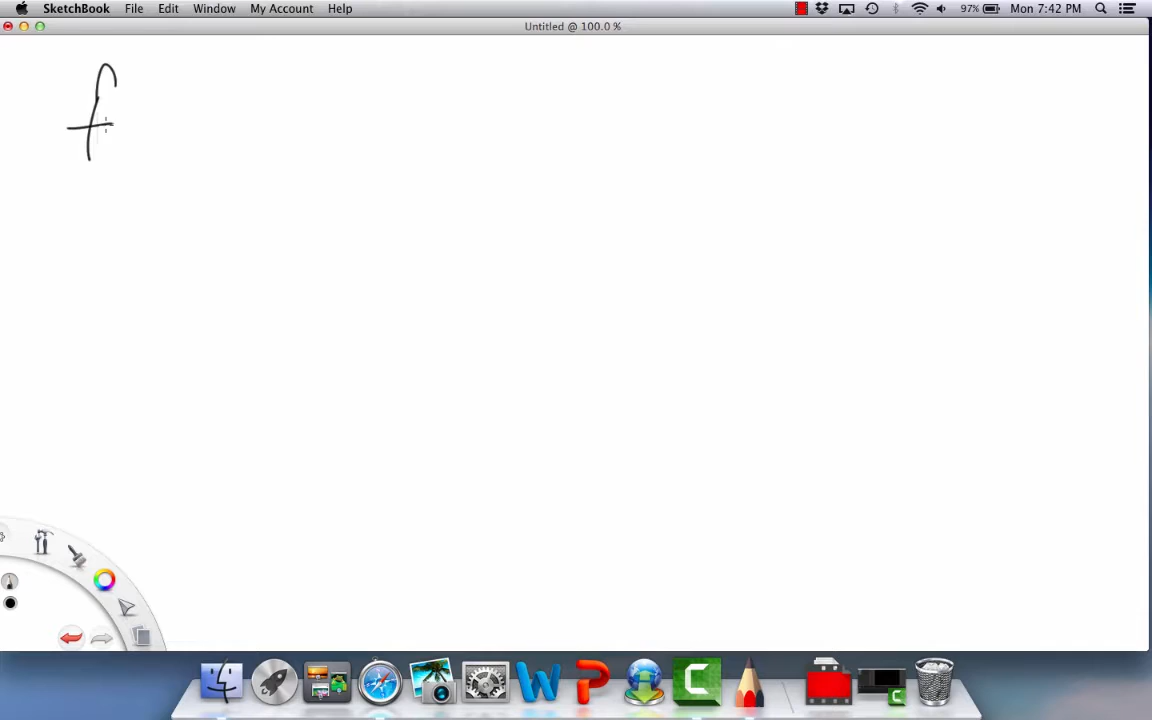 SketchBook File Edit Window My Account Help 97% Mon 7:42 PM
Untitled @ 100.0 %
f